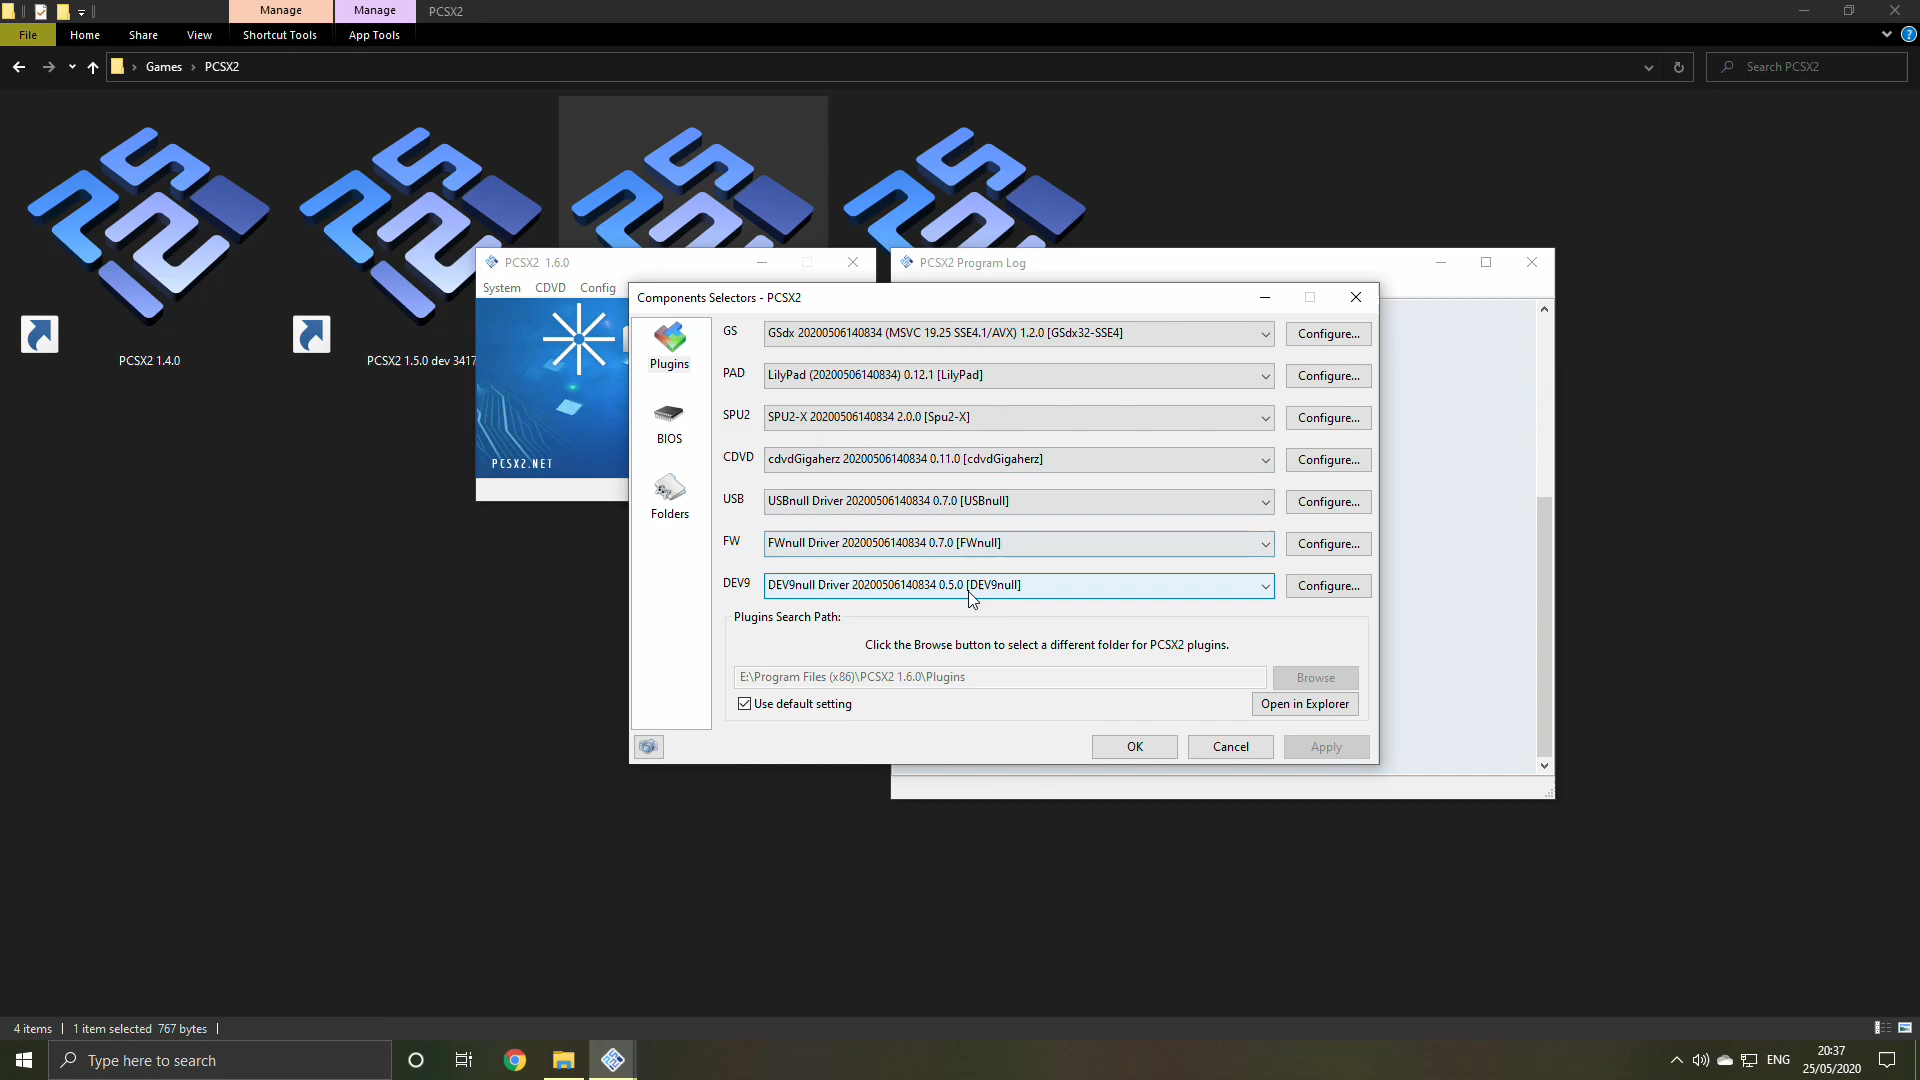 Manage
Manage
PCSX2
File
Home
Share
View
Shortcut Tools
App Tools
Games
PCSX2
Search PCSX2
PCSX2 1.4.0
PCSX2 1.5.0 dev 3417
PCSX2 1.6.0
System
CDVD
Config
PCSX2.NET
PCSX2 Program Log
Components Selectors - PCSX2
Plugins
BIOS
Folders
GS
GSdx 20200506140834 (MSVC 19.25 SSE4.1/AVX) 1.2.0 [GSdx32-SSE4]
Configure...
PAD
LilyPad (20200506140834) 0.12.1 [LilyPad]
Configure...
SPU2
SPU2-X 20200506140834 2.0.0 [Spu2-X]
Configure...
CDVD
cdvdGigaherz 20200506140834 0.11.0 [cdvdGigaherz]
Configure...
USB
USBnull Driver 20200506140834 0.7.0 [USBnull]
Configure...
FW
FWnull Driver 20200506140834 0.7.0 [FWnull]
Configure...
DEV9
DEV9null Driver 20200506140834 0.5.0 [DEV9null]
Configure...
Plugins Search Path:
Click the Browse button to select a different folder for PCSX2 plugins.
E:\Program Files (x86)\PCSX2 1.6.0\Plugins
Browse
Use default setting
Open in Explorer
OK
Cancel
Apply
4 items
1 item selected 767 bytes
Type here to search
ENG
20:37
25/05/2020